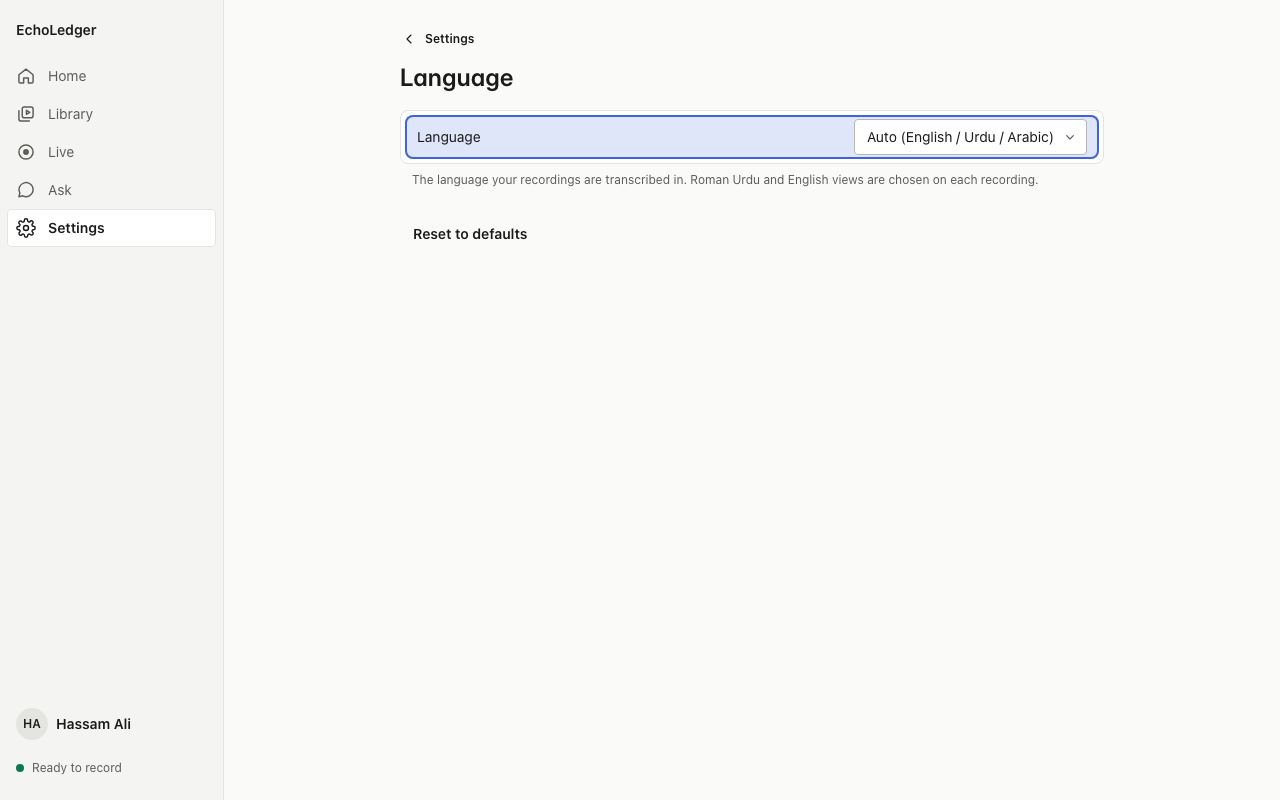 EchoLedger
Home
Library
Live
Ask
Settings
HA
Hassam Ali
Ready to record
Settings
Language
Language
Auto (English / Urdu / Arabic)
The language your recordings are transcribed in. Roman Urdu and English views are chosen on each recording.
Reset to defaults